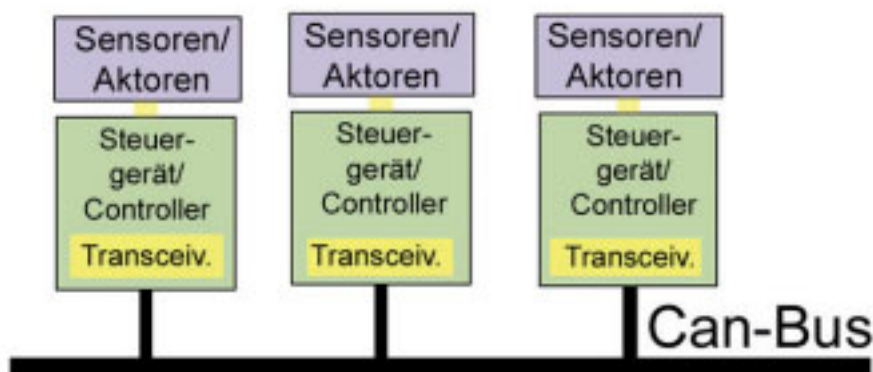 Sensoren/
Aktoren
Steuer-
gerät/
Controller
Transceiv.
Sensoren/
Aktoren
Steuer-
gerät/
Controller
Transceiv.
Sensoren/
Aktoren
Steuer-
gerät/
Controller
Transceiv.
Can-Bus